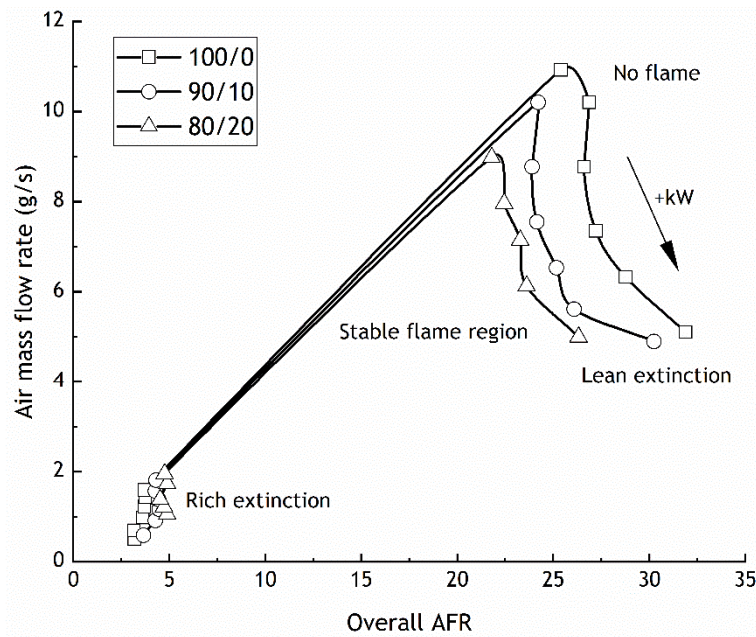 100/0
90/10
80/20
No flame
+kW
Stable flame region
Lean extinction
Rich extinction
Air mass flow rate (g/s)
12
10
8
6
4
2
0
0 5 10 15 20 25 30 35
Overall AFR